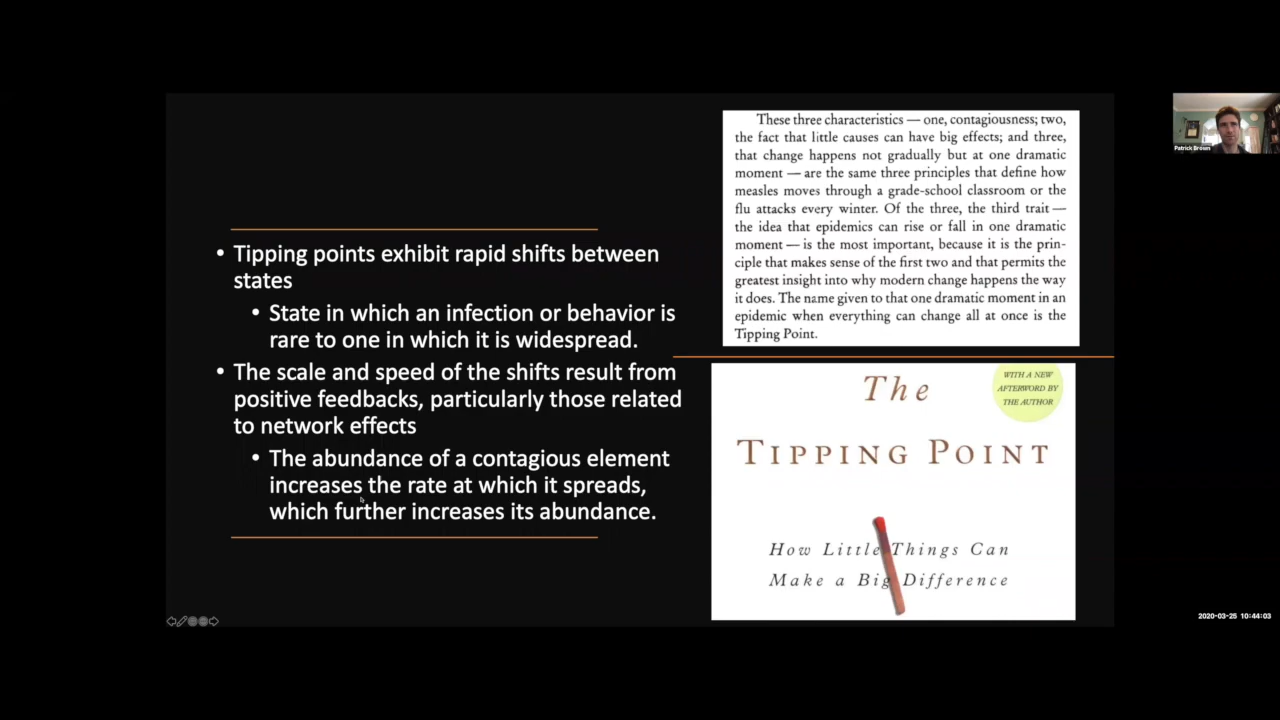 • Tipping points exhibit rapid shifts between
states
• State in which an infection or behavior is
rare to one in which it is widespread.
• The scale and speed of the shifts result from
positive feedbacks, particularly those related
to network effects
• The abundance of a contagious element
increases the rate at which it spreads,
which further increases its abundance.
These three characteristics — one, contagiousness; two,
the fact that little causes can have big effects; and three,
that change happens not gradually but at one dramatic
moment — are the same three principles that define how
measles moves through a grade-school classroom or the
flu attacks every winter. Of the three, the third trait —
the idea that epidemics can rise or fall in one dramatic
moment — is the most important, because it is the prin-
ciple that makes sense of the first two and that permits the
greatest insight into why modern change happens the way
it does. The name given to that one dramatic moment in an
epidemic when everything can change all at once is the
Tipping Point.
The
WITH A NEW
AFTERWORD BY
THE AUTHOR
TIPPING POINT
How Little Things Can
Make a Big Difference
Patrick Brown
2020-03-25 10:44:03